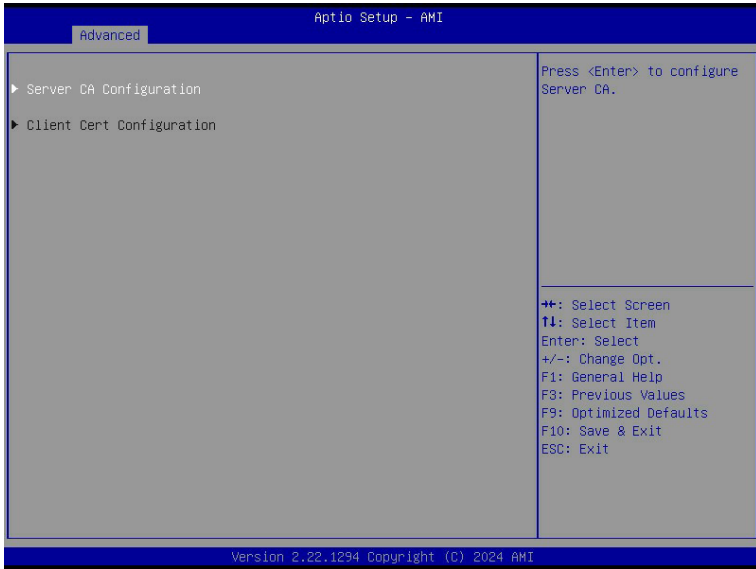 Aptio Setup – AMI
Advanced
▶ Server CA Configuration
▶ Client Cert Configuration
Press <Enter> to configure
Server CA.
→←: Select Screen
↑↓: Select Item
Enter: Select
+/-: Change Opt.
F1: General Help
F3: Previous Values
F9: Optimized Defaults
F10: Save & Exit
ESC: Exit
Version 2.22.1294 Copyright (C) 2024 AMI